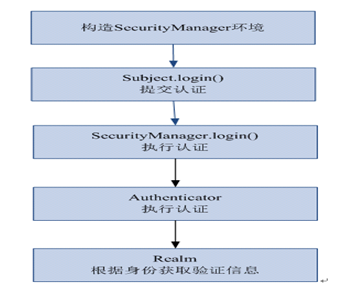 构造SecurityManager环境
Subject.login()
提交认证
SecurityManager.login()
执行认证
Authenticator
执行认证
Realm
根据身份获取验证信息